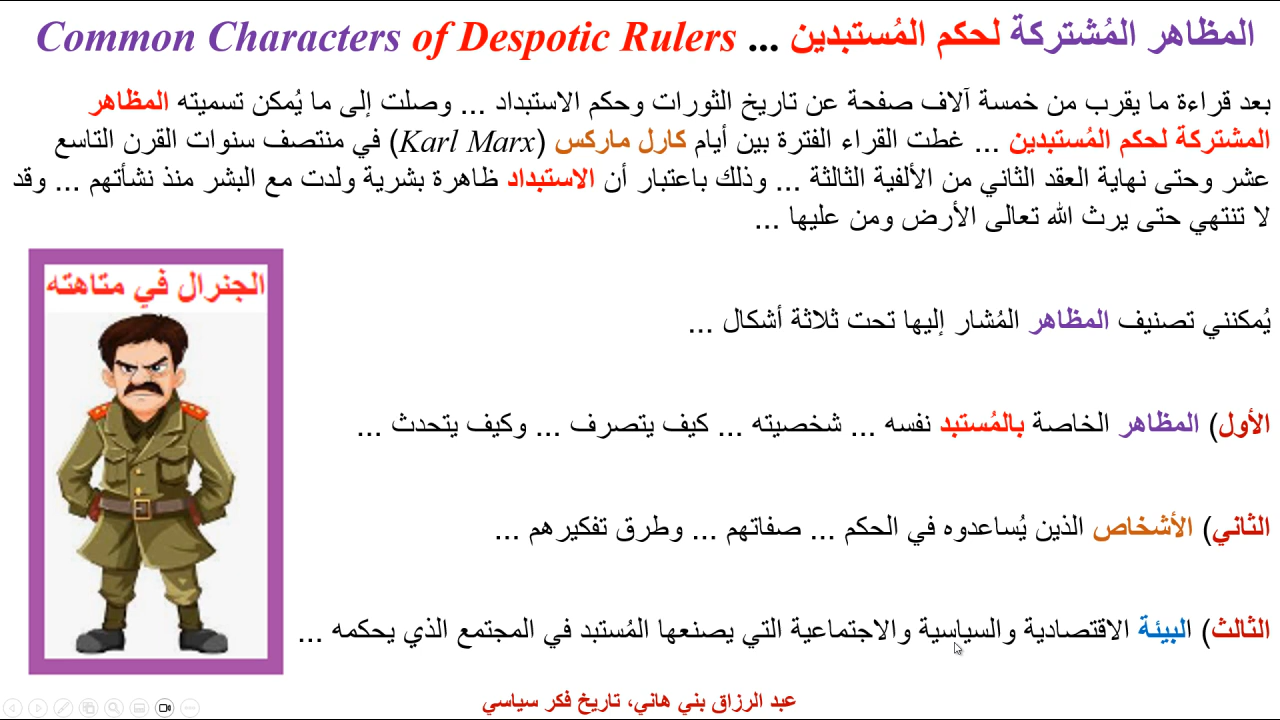 المظاهر المُشتركة لحكم المُستبدين ... Common Characters of Despotic Rulers
بعد قراءة ما يقرب من خمسة آلاف صفحة عن تاريخ الثورات وحكم الاستبداد ... وصلت إلى ما يُمكن تسميته المظاهر
المشتركة لحكم المُستبدين ... غطت القراء الفترة بين أيام كارل ماركس (Karl Marx) في منتصف سنوات القرن التاسع
عشر وحتى نهاية العقد الثاني من الألفية الثالثة ... وذلك باعتبار أن الاستبداد ظاهرة بشرية ولدت مع البشر منذ نشأتهم ... وقد
لا تنتهي حتى يرث الله تعالى الأرض ومن عليها ...
الجنرال في متاهته
يُمكنني تصنيف المظاهر المُشار إليها تحت ثلاثة أشكال ...
الأول) المظاهر الخاصة بالمُستبد نفسه ... شخصيته ... كيف يتصرف ... وكيف يتحدث ...
الثاني) الأشخاص الذين يُساعدوه في الحكم ... صفاتهم ... وطرق تفكيرهم ...
الثالث) البيئة الاقتصادية والسياسية والاجتماعية التي يصنعها المُستبد في المجتمع الذي يحكمه ...
عبد الرزاق بني هاني، تاريخ فكر سياسي